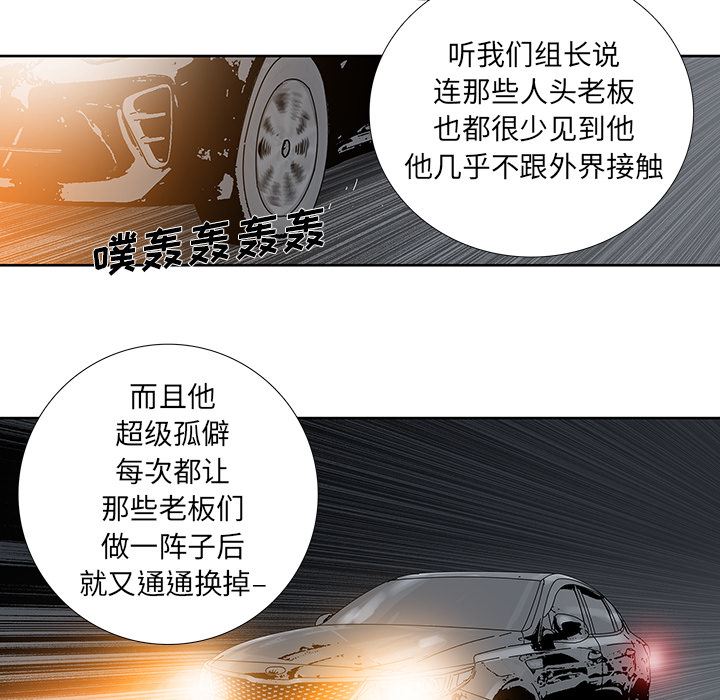 听我们组长说
连那些人头老板
也都很少见到他
他几乎不跟外界接触
噗轰轰轰轰
而且他
超级孤僻
每次都让
那些老板们
做一阵子后
就又通通换掉–